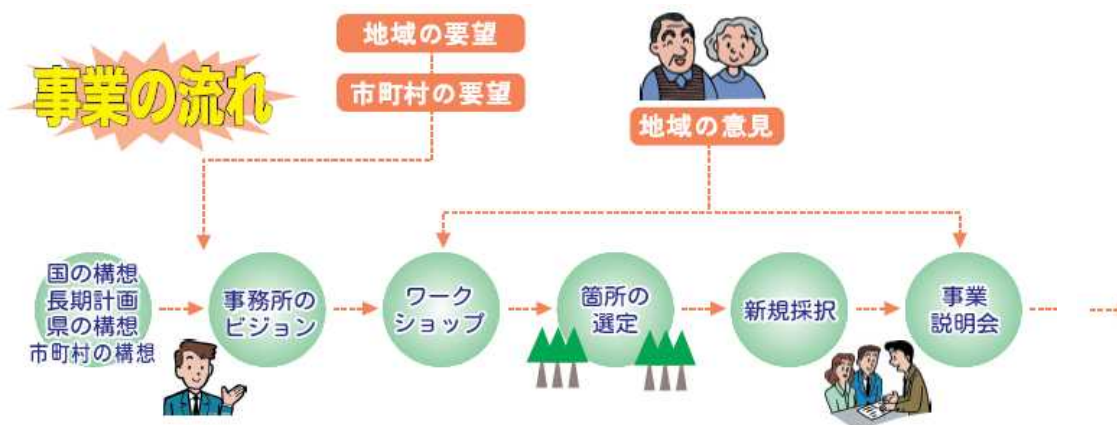 事業の流れ
地域の要望
市町村の要望
地域の意見
国の構想
長期計画
県の構想
市町村の構想
事務所の
ビジョン
ワーク
ショップ
箇所の
選定
新規採択
事業
説明会